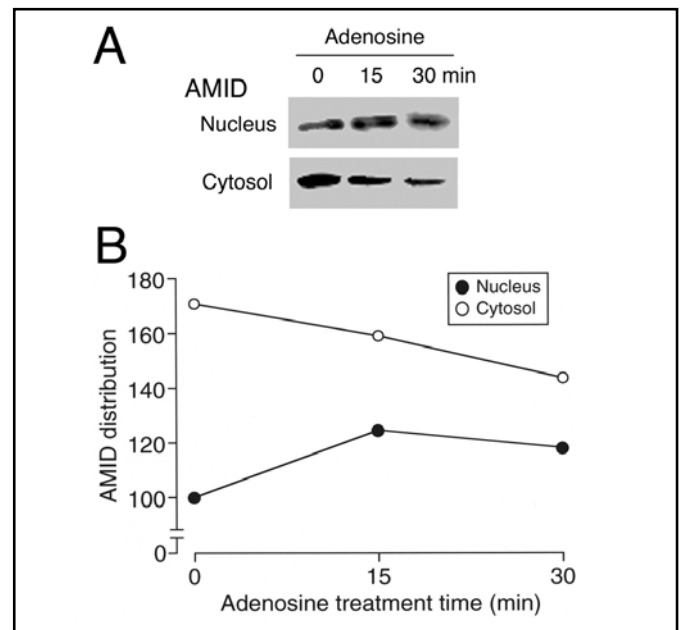 A
Adenosine
0 15 30 min
AMID
Nucleus
Cytosol
B
180
160
140
120
100
0
AMID distribution
Nucleus
Cytosol
0 15 30
Adenosine treatment time (min)